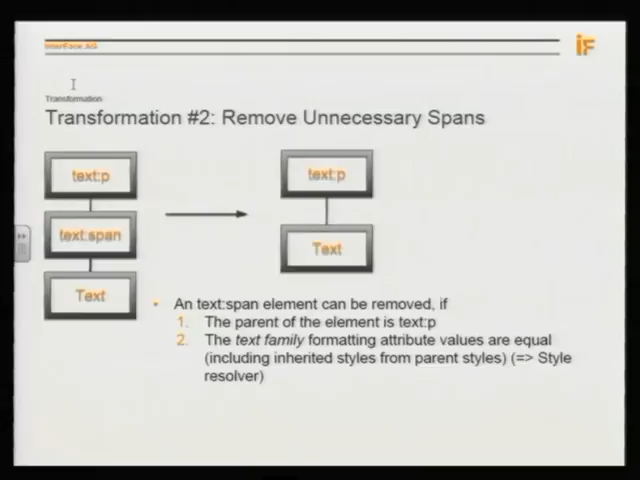 InterFace AG
iF
Transformation
Transformation #2: Remove Unnecessary Spans
text:p
text:p
text:span
Text
Text
• An text:span element can be removed, if
1. The parent of the element is text:p
2. The text family formatting attribute values are equal
(including inherited styles from parent styles) (=> Style
resolver)